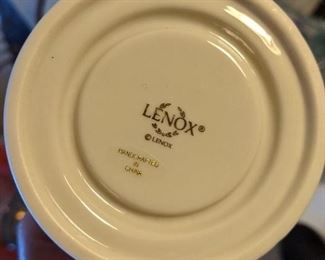 LENOX®
© LENOX
HANDCRAFTED
IN
CHINA